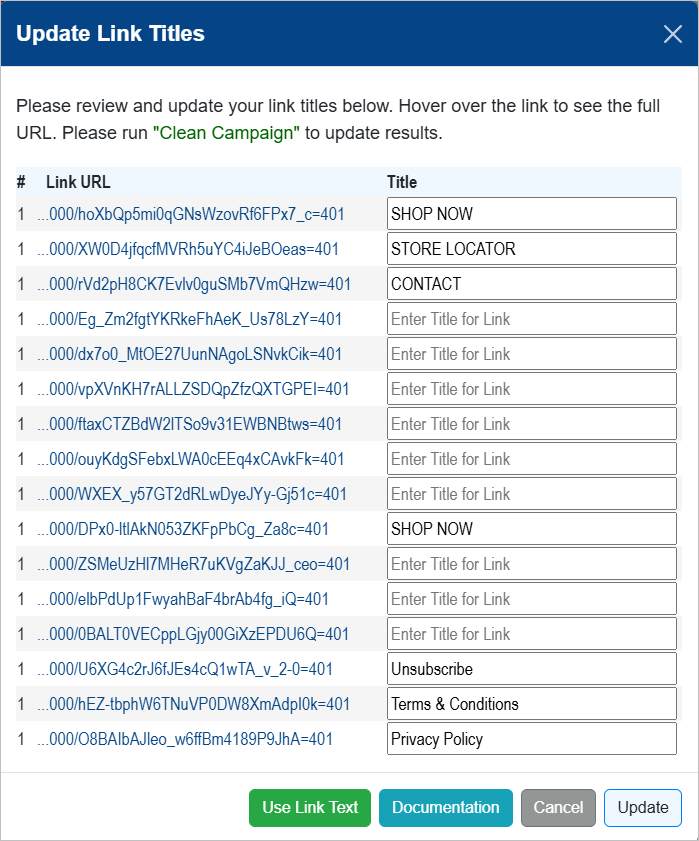 Update Link Titles
Please review and update your link titles below. Hover over the link to see the full
URL. Please run "Clean Campaign" to update results.
# Link URL Title
1 ...000/hoXbQp5mi0qGNsWzovRf6FPx7_c=401 SHOP NOW
1 ...000/XW0D4jfqcfMVRh5uYC4iJeBOeas=401 STORE LOCATOR
1 ...000/rVd2pH8CK7Evlv0guSMb7VmQHzw=401 CONTACT
1 ...000/Eg_Zm2fgtYKRkeFhAeK_Us78LzY=401 Enter Title for Link
1 ...000/dx7o0_MtOE27UunNAgoLSNvkCik=401 Enter Title for Link
1 ...000/vpXVnKH7rALLZSDQpZfzQXTGPEI=401 Enter Title for Link
1 ...000/ftaxCTZBdW2lTSo9v31EWBNBtws=401 Enter Title for Link
1 ...000/ouyKdgSFebxLWA0cEEq4xCAvkFk=401 Enter Title for Link
1 ...000/WXEX_y57GT2dRLwDyeJYy-Gj51c=401 Enter Title for Link
1 ...000/DPx0-ltlAkN053ZKFpPbCg_Za8c=401 SHOP NOW
1 ...000/ZSMeUzHI7MHeR7uKVgZaKJJ_ceo=401 Enter Title for Link
1 ...000/eIbPdUp1FwyahBaF4brAb4fg_iQ=401 Enter Title for Link
1 ...000/0BALT0VECppLGjy00GiXzEPDU6Q=401 Enter Title for Link
1 ...000/U6XG4c2rJ6fJEs4cQ1wTA_v_2-0=401 Unsubscribe
1 ...000/hEZ-tbphW6TNuVP0DW8XmAdpI0k=401 Terms & Conditions
1 ...000/O8BAIbAJleo_w6ffBm4189P9JhA=401 Privacy Policy
Use Link Text Documentation Cancel Update